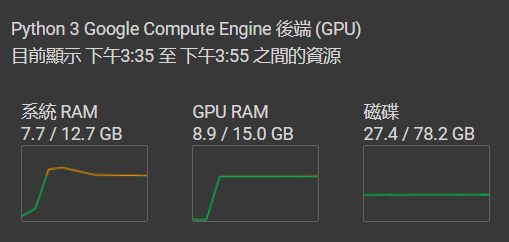 Python 3 Google Compute Engine 後端 (GPU)
目前顯示 下午3:35 至 下午3:55 之間的資源
系統 RAM
7.7 / 12.7 GB
GPU RAM
8.9 / 15.0 GB
磁碟
27.4 / 78.2 GB